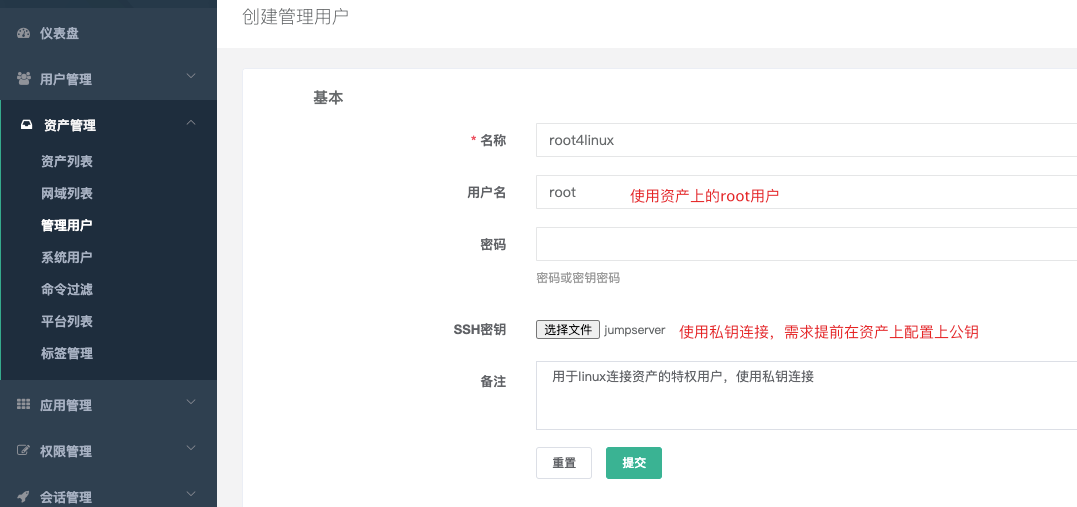 仪表盘
用户管理
资产管理
资产列表
网域列表
管理用户
系统用户
命令过滤
平台列表
标签管理
应用管理
权限管理
会话管理
创建管理用户
基本
* 名称 root4linux
用户名 root 使用资产上的root用户
密码
密码或密钥密码
SSH密钥 选择文件 jumpserver 使用私钥连接，需求提前在资产上配置上公钥
备注 用于linux连接资产的特权用户，使用私钥连接
重置 提交